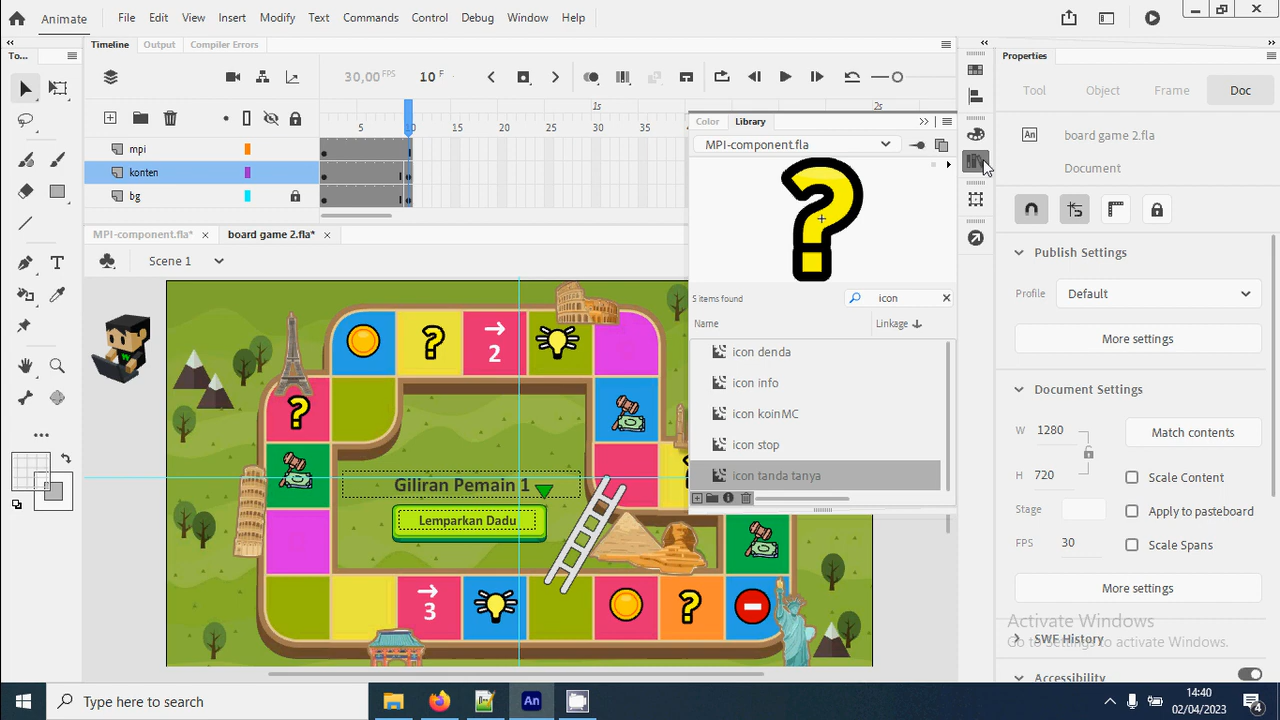 Animate
File Edit View Insert Modify Text Commands Control Debug Window Help
To...
Timeline Output Compiler Errors
30,00 FPS 10 F
1s 2s
5 10 15 20 25 30 35
mpi
konten
bg
MPI-component.fla* × board game 2.fla* ×
Scene 1
→ 2
Giliran Pemain 1
Lemparkan Dadu
→ 3
Color Library
MPI-component.fla
5 items found icon
Name Linkage
icon denda
icon info
icon koinMC
icon stop
icon tanda tanya
Properties
Tool Object Frame Doc
An board game 2.fla
Document
Publish Settings
Profile Default
More settings
Document Settings
W 1280 Match contents
H 720 Scale Content
Stage Apply to pasteboard
FPS 30 Scale Spans
More settings
Activate Windows
Go to Settings to activate Windows.
SWF History
Accessibility
Type here to search
An
14:40
02/04/2023
4